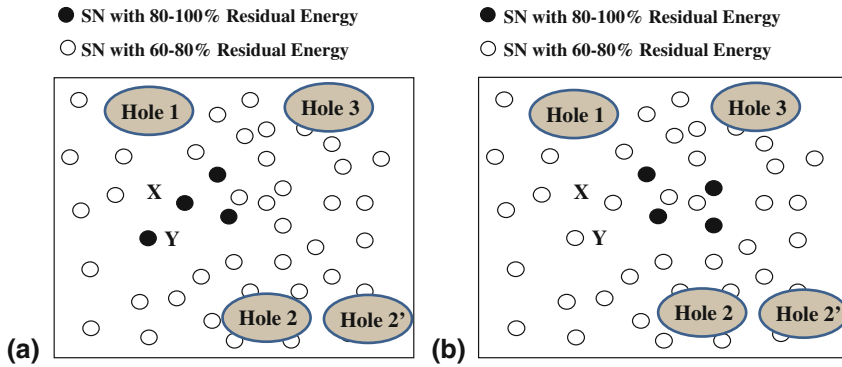 SN with 80-100% Residual Energy
SN with 60-80% Residual Energy
Hole 1
Hole 3
X
Y
Hole 2
Hole 2’
(a)
SN with 80-100% Residual Energy
SN with 60-80% Residual Energy
Hole 1
Hole 3
X
Y
Hole 2
Hole 2’
(b)